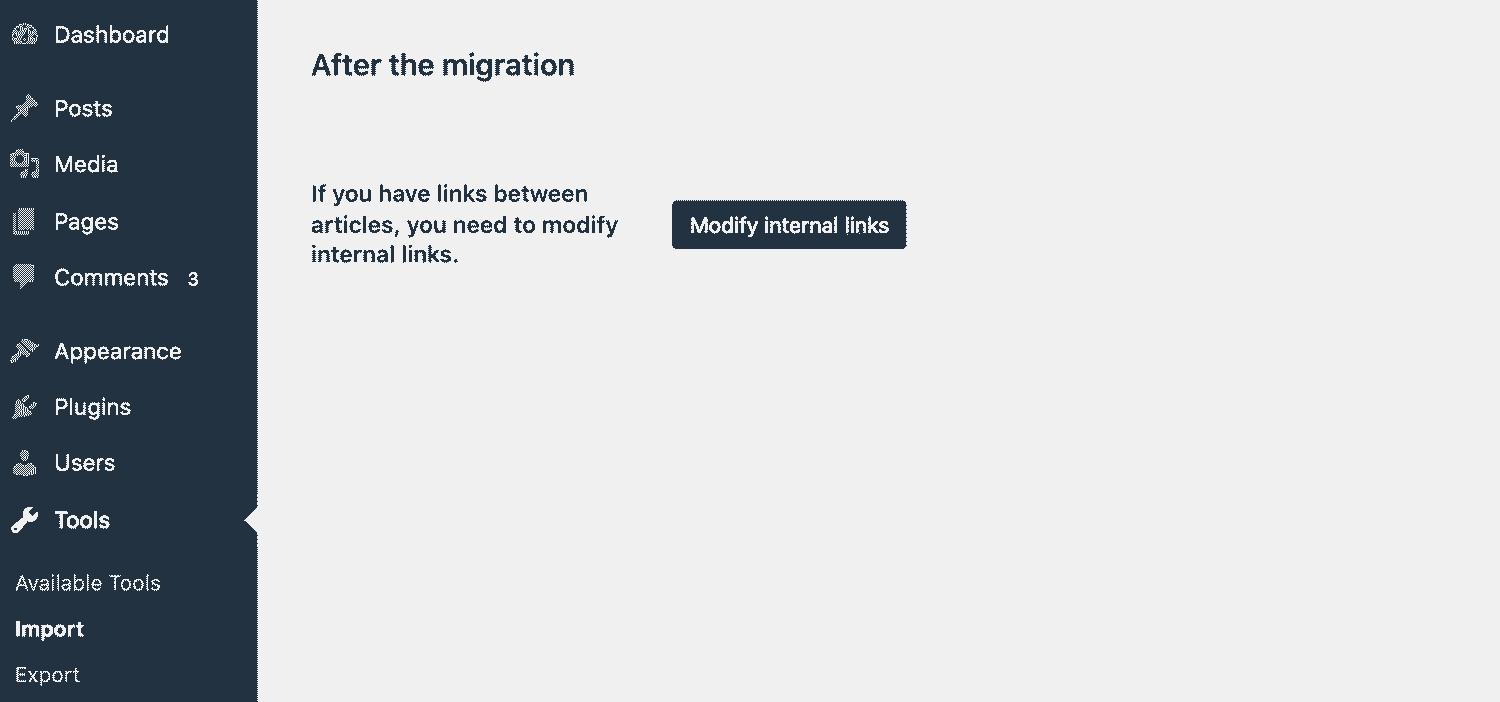 Dashboard
Posts
Media
Pages
Comments 3
Appearance
Plugins
Users
Tools
Available Tools
Import
Export
After the migration
If you have links between
articles, you need to modify
internal links.
Modify internal links